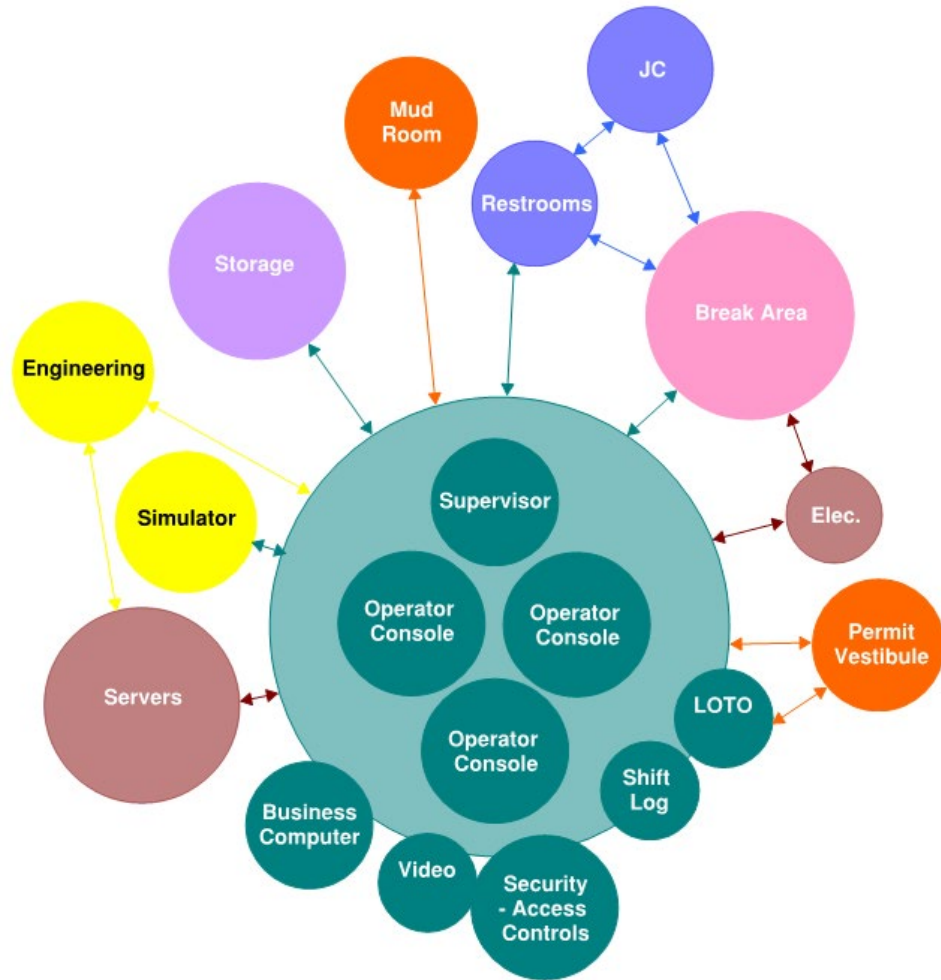 JC
Mud
Room
Restrooms
Storage
Break Area
Engineering
Supervisor
Simulator
Elec.
Operator
Console
Operator
Console
Permit
Vestibule
Servers
LOTO
Operator
Console
Shift
Log
Business
Computer
Video
Security
- Access
Controls